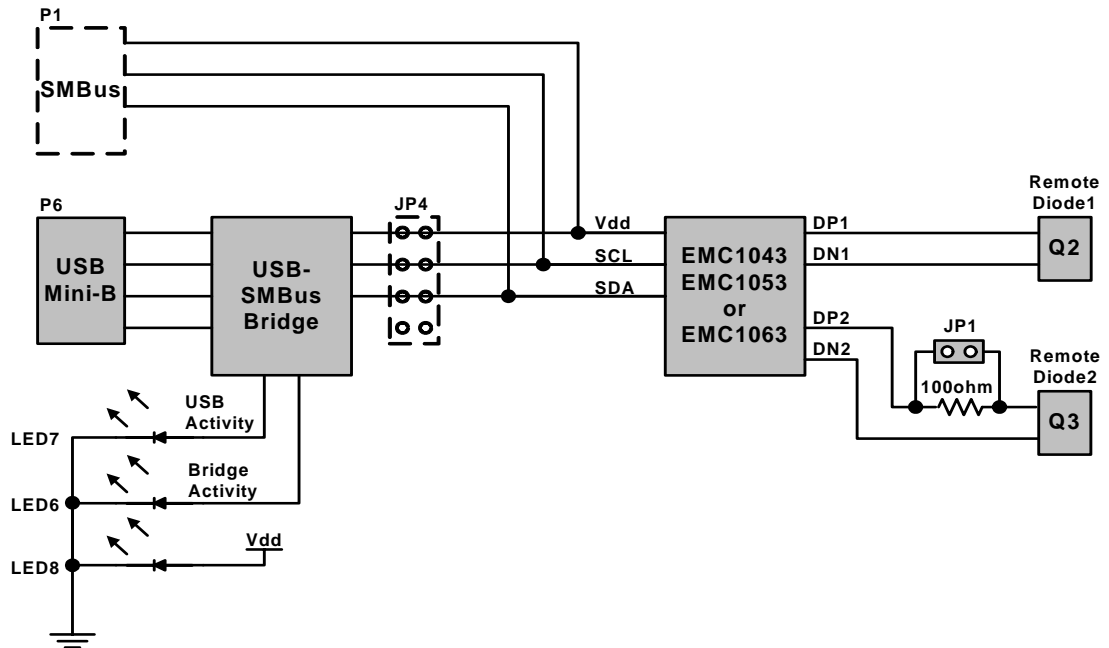 P1
SMBus
P6
USB
Mini-B
USB-
SMBus
Bridge
JP4
Vdd
SCL
SDA
EMC1043
EMC1053
or
EMC1063
DP1
DN1
DP2
DN2
Remote
Diode1
Q2
JP1
100ohm
Remote
Diode2
Q3
USB
Activity
LED7
Bridge
Activity
LED6
Vdd
LED8